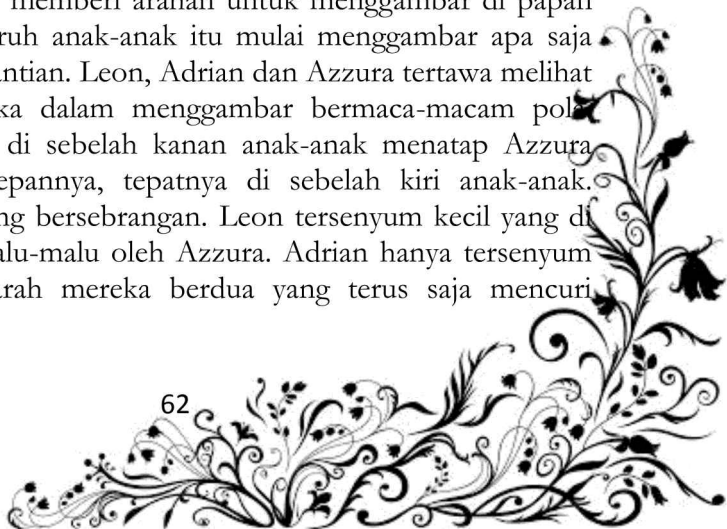 memberi arahan untuk menggambar di papan
ruh anak-anak itu mulai menggambar apa saja
antian. Leon, Adrian dan Azzura tertawa melihat
ka dalam menggambar bermaca-macam pola
di sebelah kanan anak-anak menatap Azzura
epannya, tepatnya di sebelah kiri anak-anak.
ng bersebrangan. Leon tersenyum kecil yang di
alu-malu oleh Azzura. Adrian hanya tersenyum
arah mereka berdua yang terus saja mencuri
62